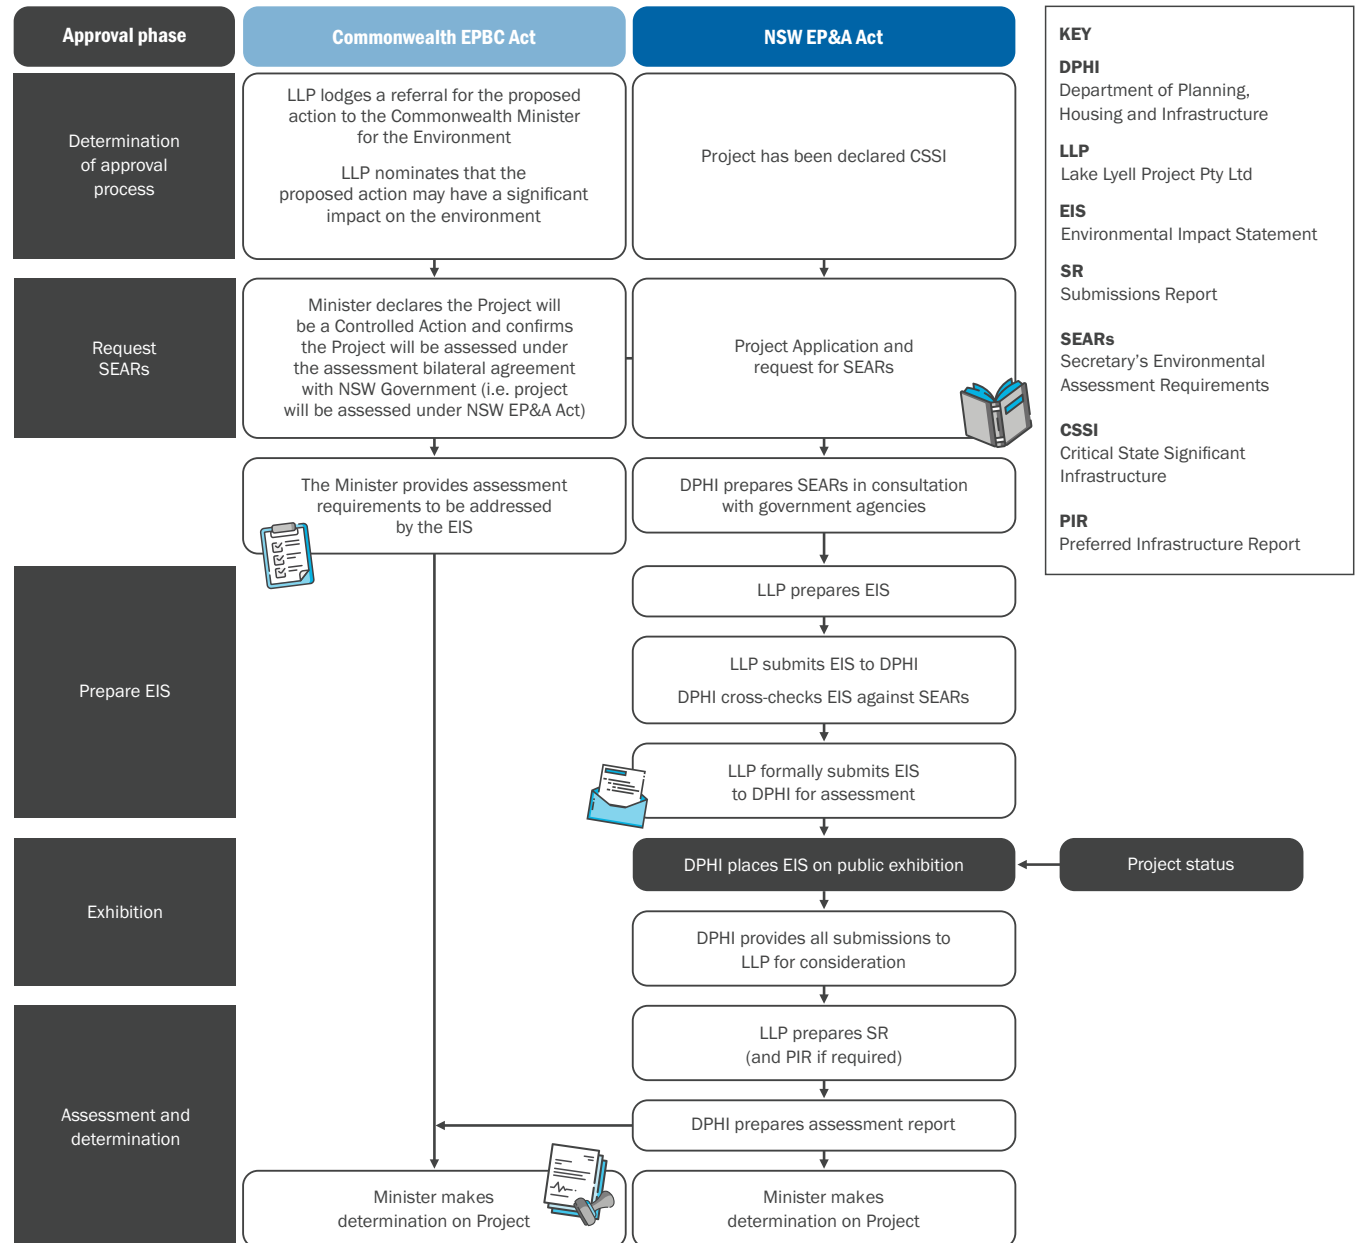 Approval phase
Commonwealth EPBC Act
NSW EP&A Act
Determination
of approval
process
LLP lodges a referral for the proposed
action to the Commonwealth Minister
for the Environment
LLP nominates that the
proposed action may have a significant
impact on the environment
Project has been declared CSSI
Request
SEARs
Minister declares the Project will
be a Controlled Action and confirms
the Project will be assessed under
the assessment bilateral agreement
with NSW Government (i.e. project
will be assessed under NSW EP&A Act)
Project Application and
request for SEARs
The Minister provides assessment
requirements to be addressed
by the EIS
DPHI prepares SEARs in consultation
with government agencies
Prepare EIS
LLP prepares EIS
LLP submits EIS to DPHI
DPHI cross-checks EIS against SEARs
LLP formally submits EIS
to DPHI for assessment
Exhibition
DPHI places EIS on public exhibition
Project status
DPHI provides all submissions to
LLP for consideration
Assessment and
determination
LLP prepares SR
(and PIR if required)
DPHI prepares assessment report
Minister makes
determination on Project
Minister makes
determination on Project
KEY
DPHI
Department of Planning,
Housing and Infrastructure
LLP
Lake Lyell Project Pty Ltd
EIS
Environmental Impact Statement
SR
Submissions Report
SEARs
Secretary's Environmental
Assessment Requirements
CSSI
Critical State Significant
Infrastructure
PIR
Preferred Infrastructure Report